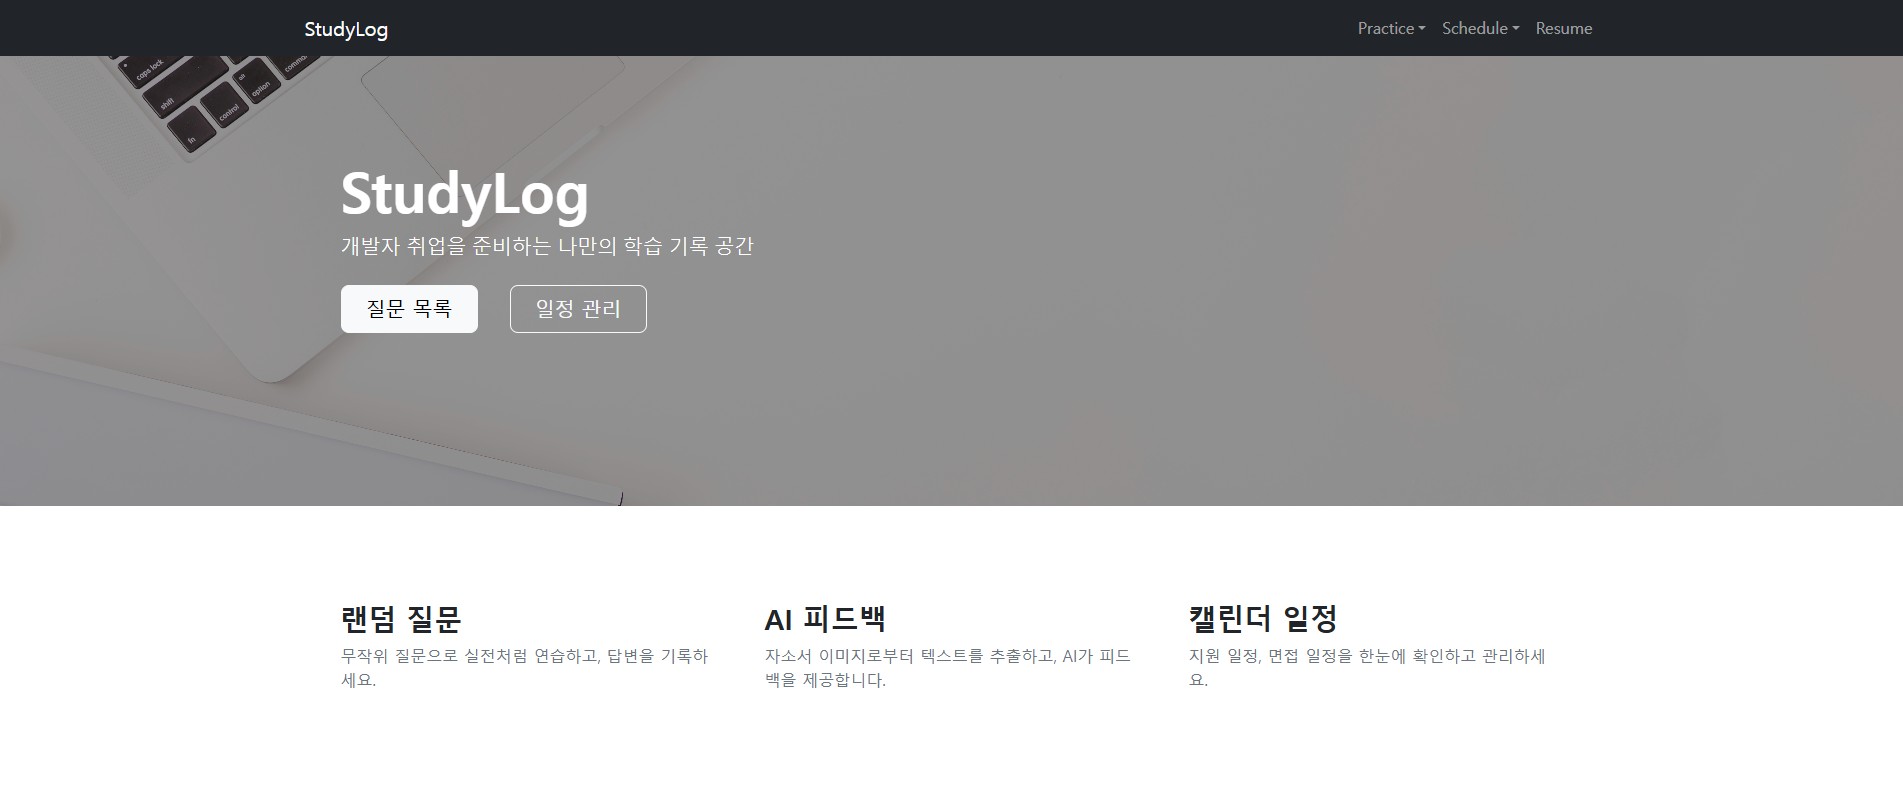 StudyLog
Practice Schedule Resume
caps lock
shift
fn
control
alt
option
StudyLog
개발자 취업을 준비하는 나만의 학습 기록 공간
질문 목록 일정 관리
랜덤 질문
무작위 질문으로 실전처럼 연습하고, 답변을 기록하
세요.
AI 피드백
자소서 이미지로부터 텍스트를 추출하고, AI가 피드
백을 제공합니다.
캘린더 일정
지원 일정, 면접 일정을 한눈에 확인하고 관리하세
요.